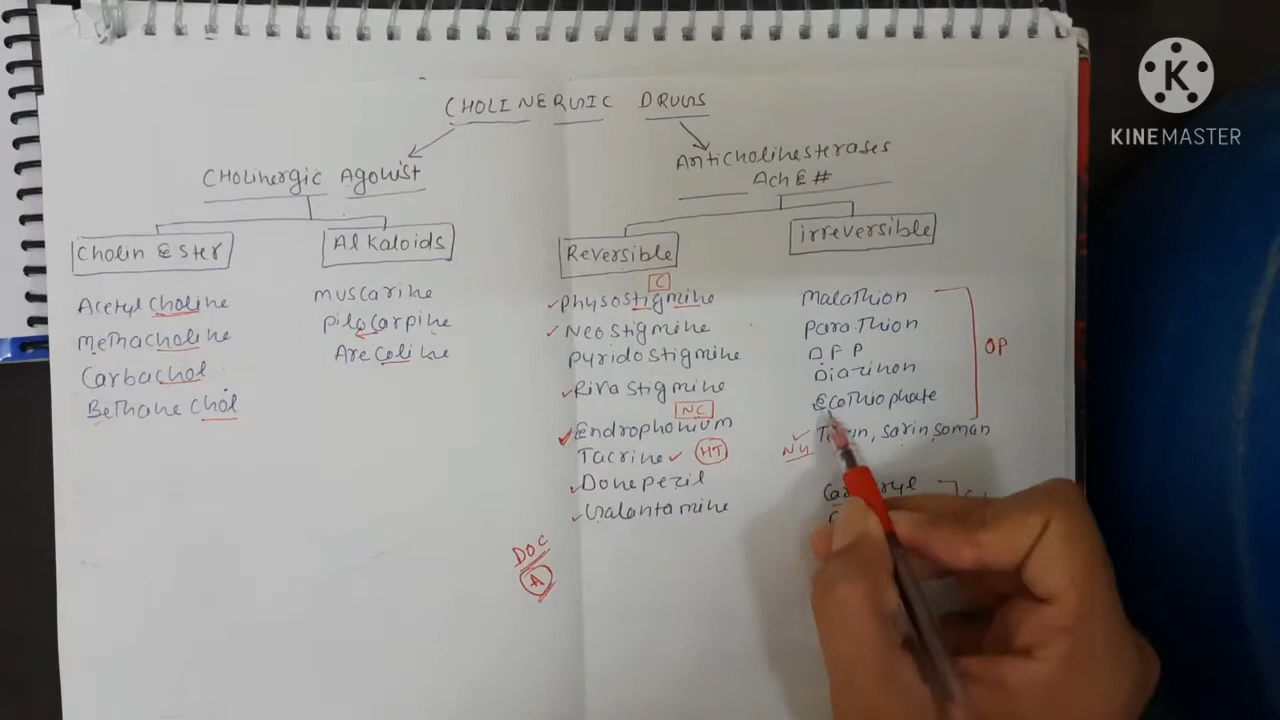 CHOLINERGIC DRUGS
CHOLinergic Agonist
Anticholinesterases
AchE#
Cholin Ester
Alkaloids
Reversible
irreversible
Acetyl choline
Methacholine
Carbachol
Bethane chol
muscarine
pilocarpine
Arecoline
C
physostigmine
Neostigmine
pyridostigmine
Rivastigmine
NC
Endrophonium
Tacrine
HT
Donepezil
Galantamine
DOC
A
malathion
parathion
DFP
Diazinon
Ecothiophate
sarin, soman
OP
KINEMASTER